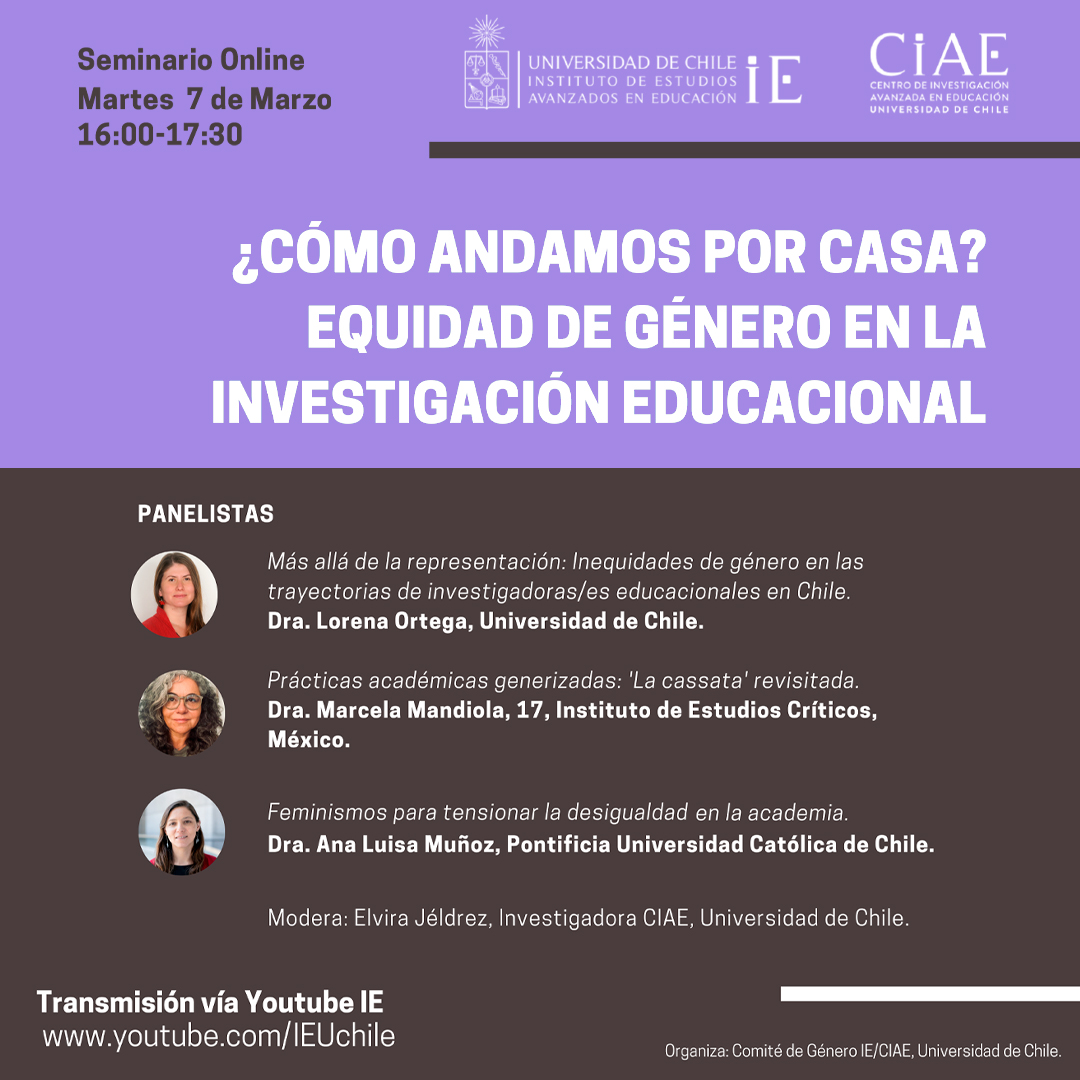 Seminario Online
Martes 7 de Marzo
16:00-17:30
UNIVERSIDAD DE CHILE
INSTITUTO DE ESTUDIOS
AVANZADOS EN EDUCACIÓN
iE
CiAE
CENTRO DE INVESTIGACIÓN
AVANZADA EN EDUCACIÓN
UNIVERSIDAD DE CHILE
¿CÓMO ANDAMOS POR CASA?
EQUIDAD DE GÉNERO EN LA
INVESTIGACIÓN EDUCACIONAL
PANELISTAS
Más allá de la representación: Inequidades de género en las
trayectorias de investigadoras/es educacionales en Chile.
Dra. Lorena Ortega, Universidad de Chile.
Prácticas académicas generizadas: 'La cassata' revisitada.
Dra. Marcela Mandiola, 17, Instituto de Estudios Críticos,
México.
Feminismos para tensionar la desigualdad en la academia.
Dra. Ana Luisa Muñoz, Pontificia Universidad Católica de Chile.
Modera: Elvira Jéldrez, Investigadora CIAE, Universidad de Chile.
Transmisión vía Youtube IE
www.youtube.com/IEUchile
Organiza: Comité de Género IE/CIAE, Universidad de Chile.